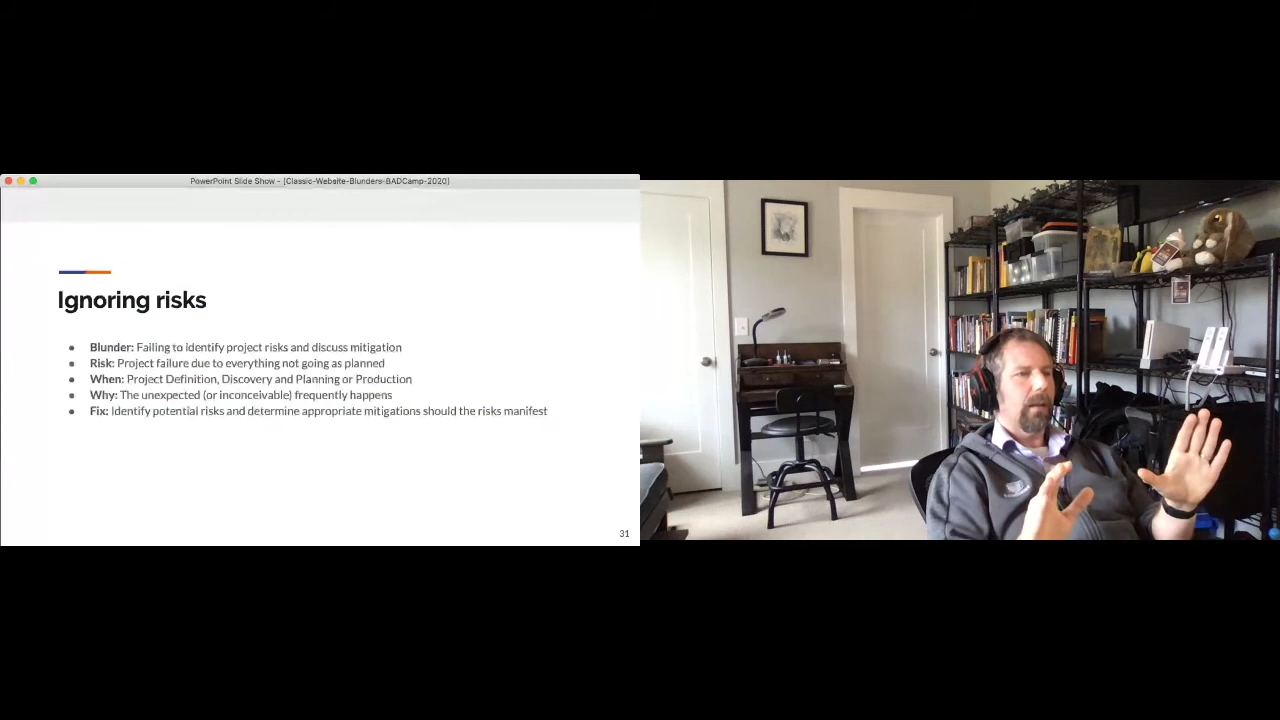 PowerPoint Slide Show - [Classic-Website-Blunders-BADCamp-2020]
Ignoring risks
● Blunder: Failing to identify project risks and discuss mitigation
● Risk: Project failure due to everything not going as planned
● When: Project Definition, Discovery and Planning or Production
● Why: The unexpected (or inconceivable) frequently happens
● Fix: Identify potential risks and determine appropriate mitigations should the risks manifest
31